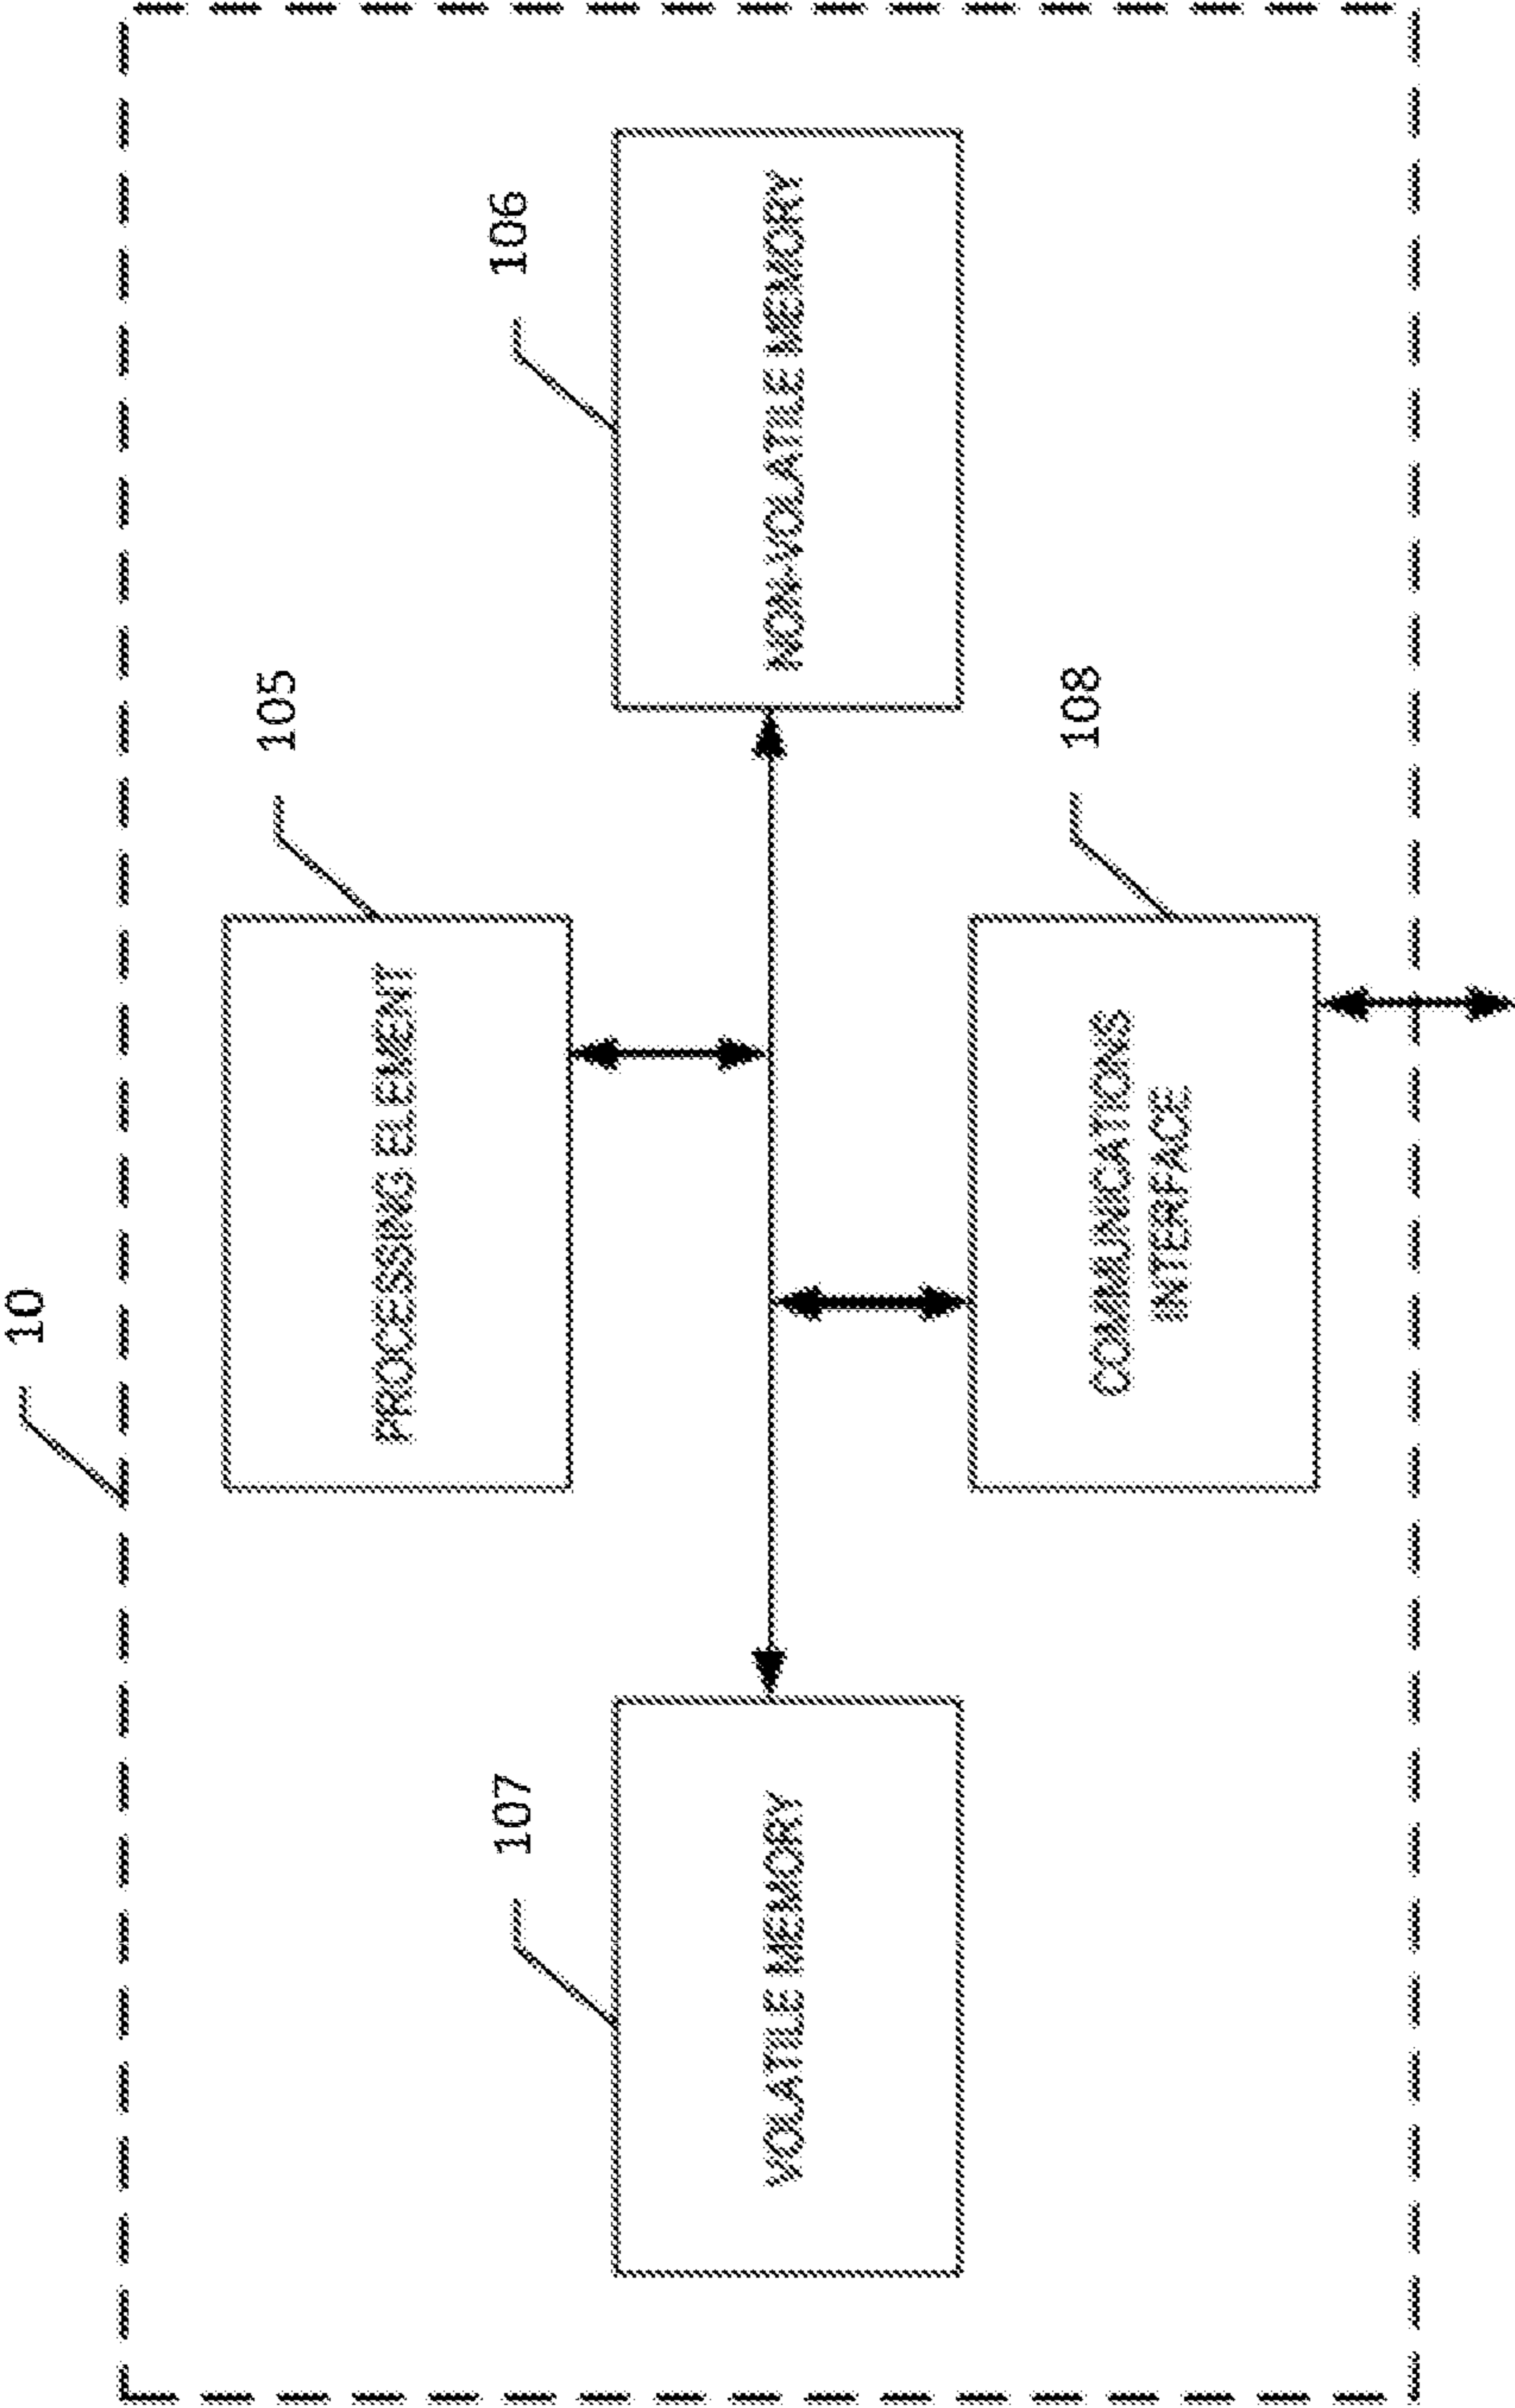 10
105
PROCESSING ELEMENT
107
VOLATILE MEMORY
106
NON-VOLATILE MEMORY
108
COMMUNICATIONS
INTERFACE